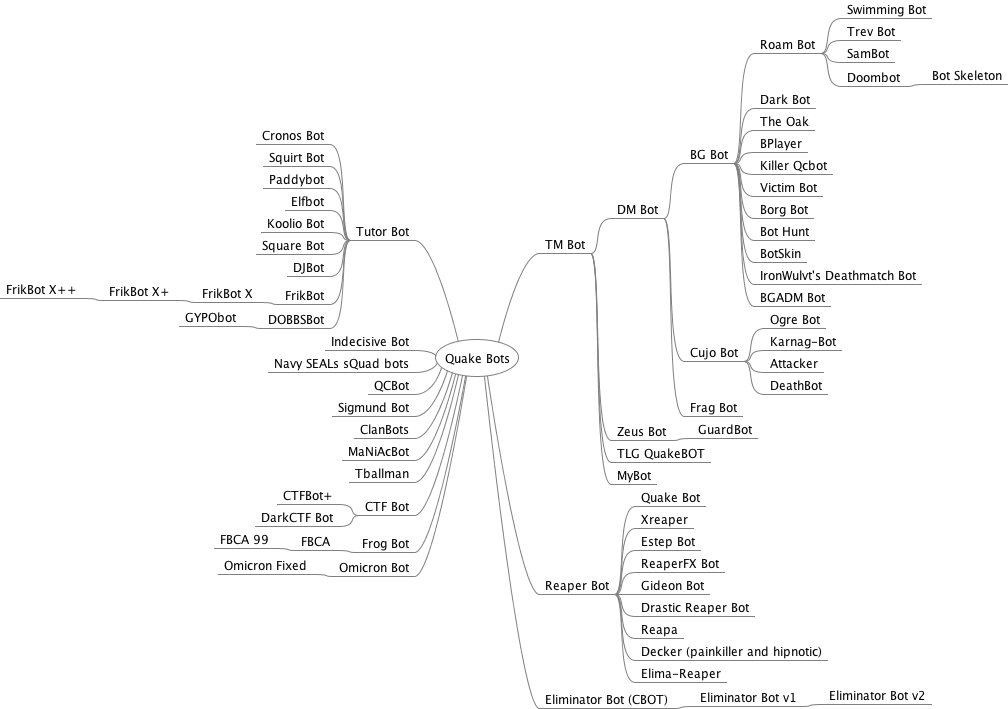 Swimming Bot
Trev Bot
Roam Bot
SamBot
Doombot
Bot Skeleton
Dark Bot
The Oak
BPlayer
BG Bot
Killer Qcbot
Victim Bot
Borg Bot
DM Bot
Bot Hunt
BotSkin
IronWulvt's Deathmatch Bot
BGADM Bot
TM Bot
Ogre Bot
Karnag-Bot
Cujo Bot
Attacker
DeathBot
Frag Bot
Zeus Bot
GuardBot
TLG QuakeBOT
MyBot
Cronos Bot
Squirt Bot
Paddybot
Elfbot
Koolio Bot
Tutor Bot
Square Bot
DJBot
FrikBot X++
FrikBot X+
FrikBot X
FrikBot
GYPObot
DOBBSBot
Quake Bots
Indecisive Bot
Navy SEALs sQuad bots
QCBot
Sigmund Bot
ClanBots
MaNiAcBot
Tballman
CTFBot+
CTF Bot
DarkCTF Bot
FBCA 99
FBCA
Frog Bot
Omicron Fixed
Omicron Bot
Quake Bot
Xreaper
Estep Bot
ReaperFX Bot
Reaper Bot
Gideon Bot
Drastic Reaper Bot
Reapa
Decker (painkiller and hipnotic)
Elima-Reaper
Eliminator Bot (CBOT)
Eliminator Bot v1
Eliminator Bot v2